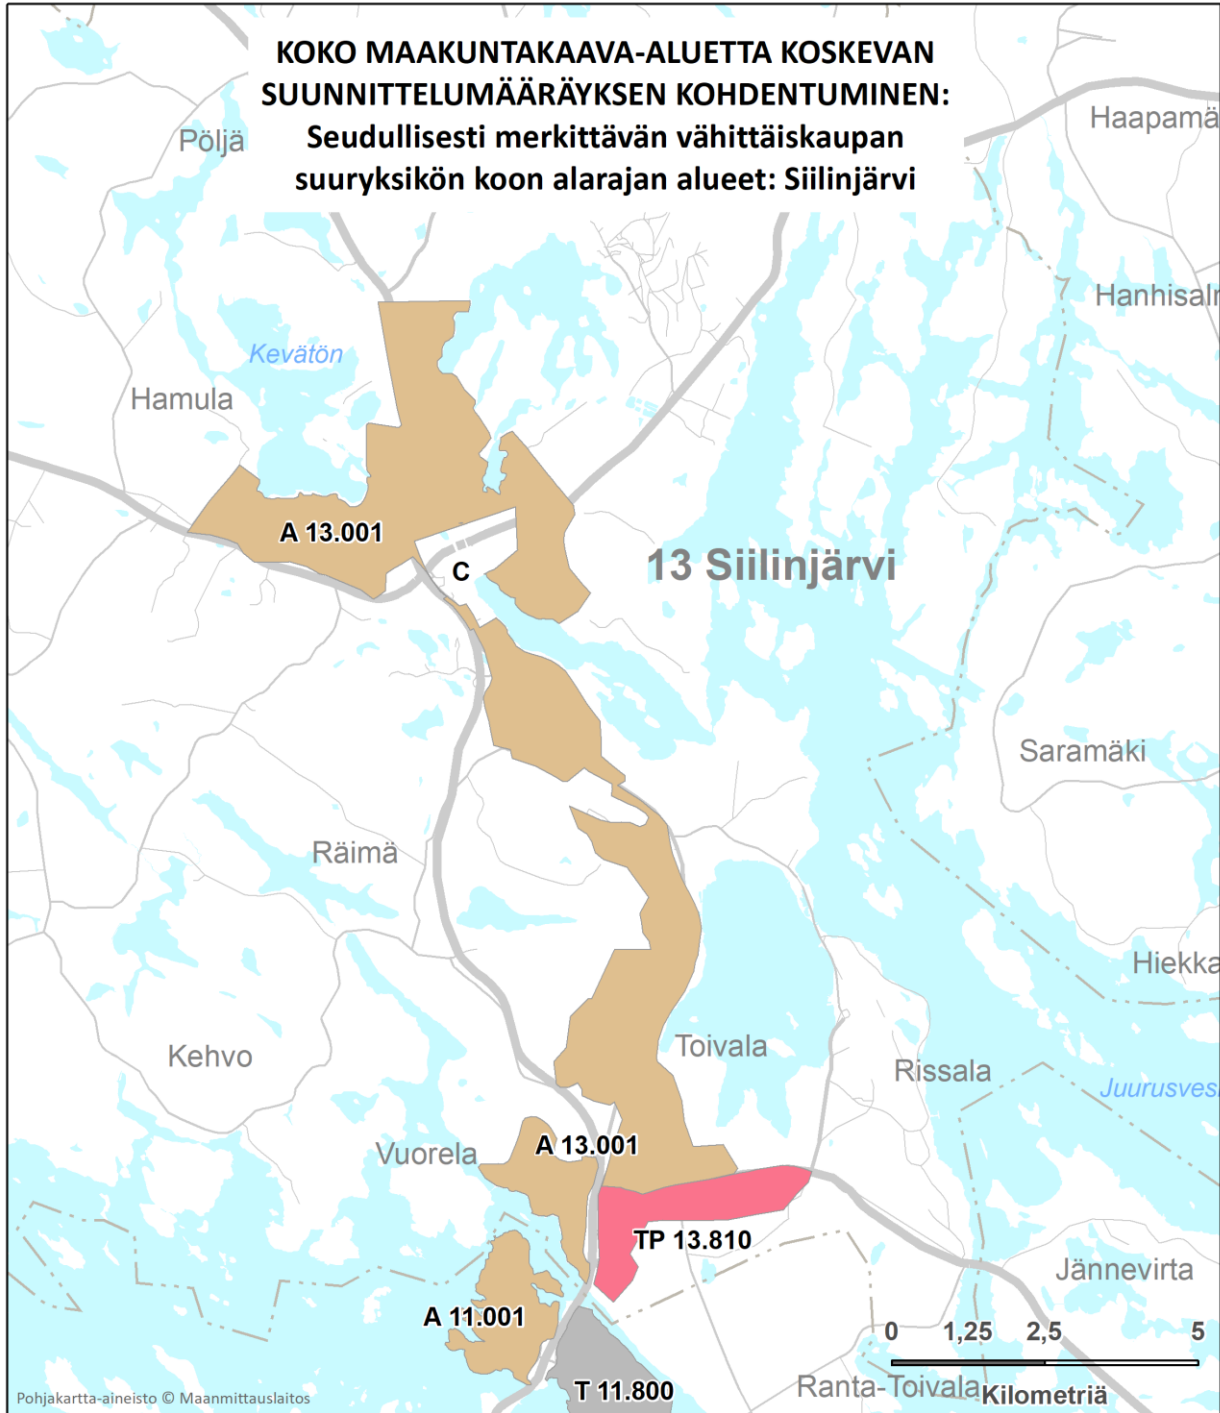 KOKO MAAKUNTAKAAVA-ALUETTA KOSKEVAN
SUUNNITTELUMÄÄRÄYKSEN KOHDENTUMINEN:
Seudullisesti merkittävän vähittäiskaupan
suuryksikön koon alarajan alueet: Siilinjärvi
Pöljä
Haapamä
Hanhisalm
Kevätön
Hamula
A 13.001
C
13 Siilinjärvi
Saramäki
Räimä
Hiekka
Toivala
Kehvo
Rissala
Juurusvesi
Vuorela
A 13.001
TP 13.810
Jännevirta
A 11.001
0 1,25 2,5 5
T 11.800
Ranta-Toivala
Kilometriä
Pohjakartta-aineisto © Maanmittauslaitos